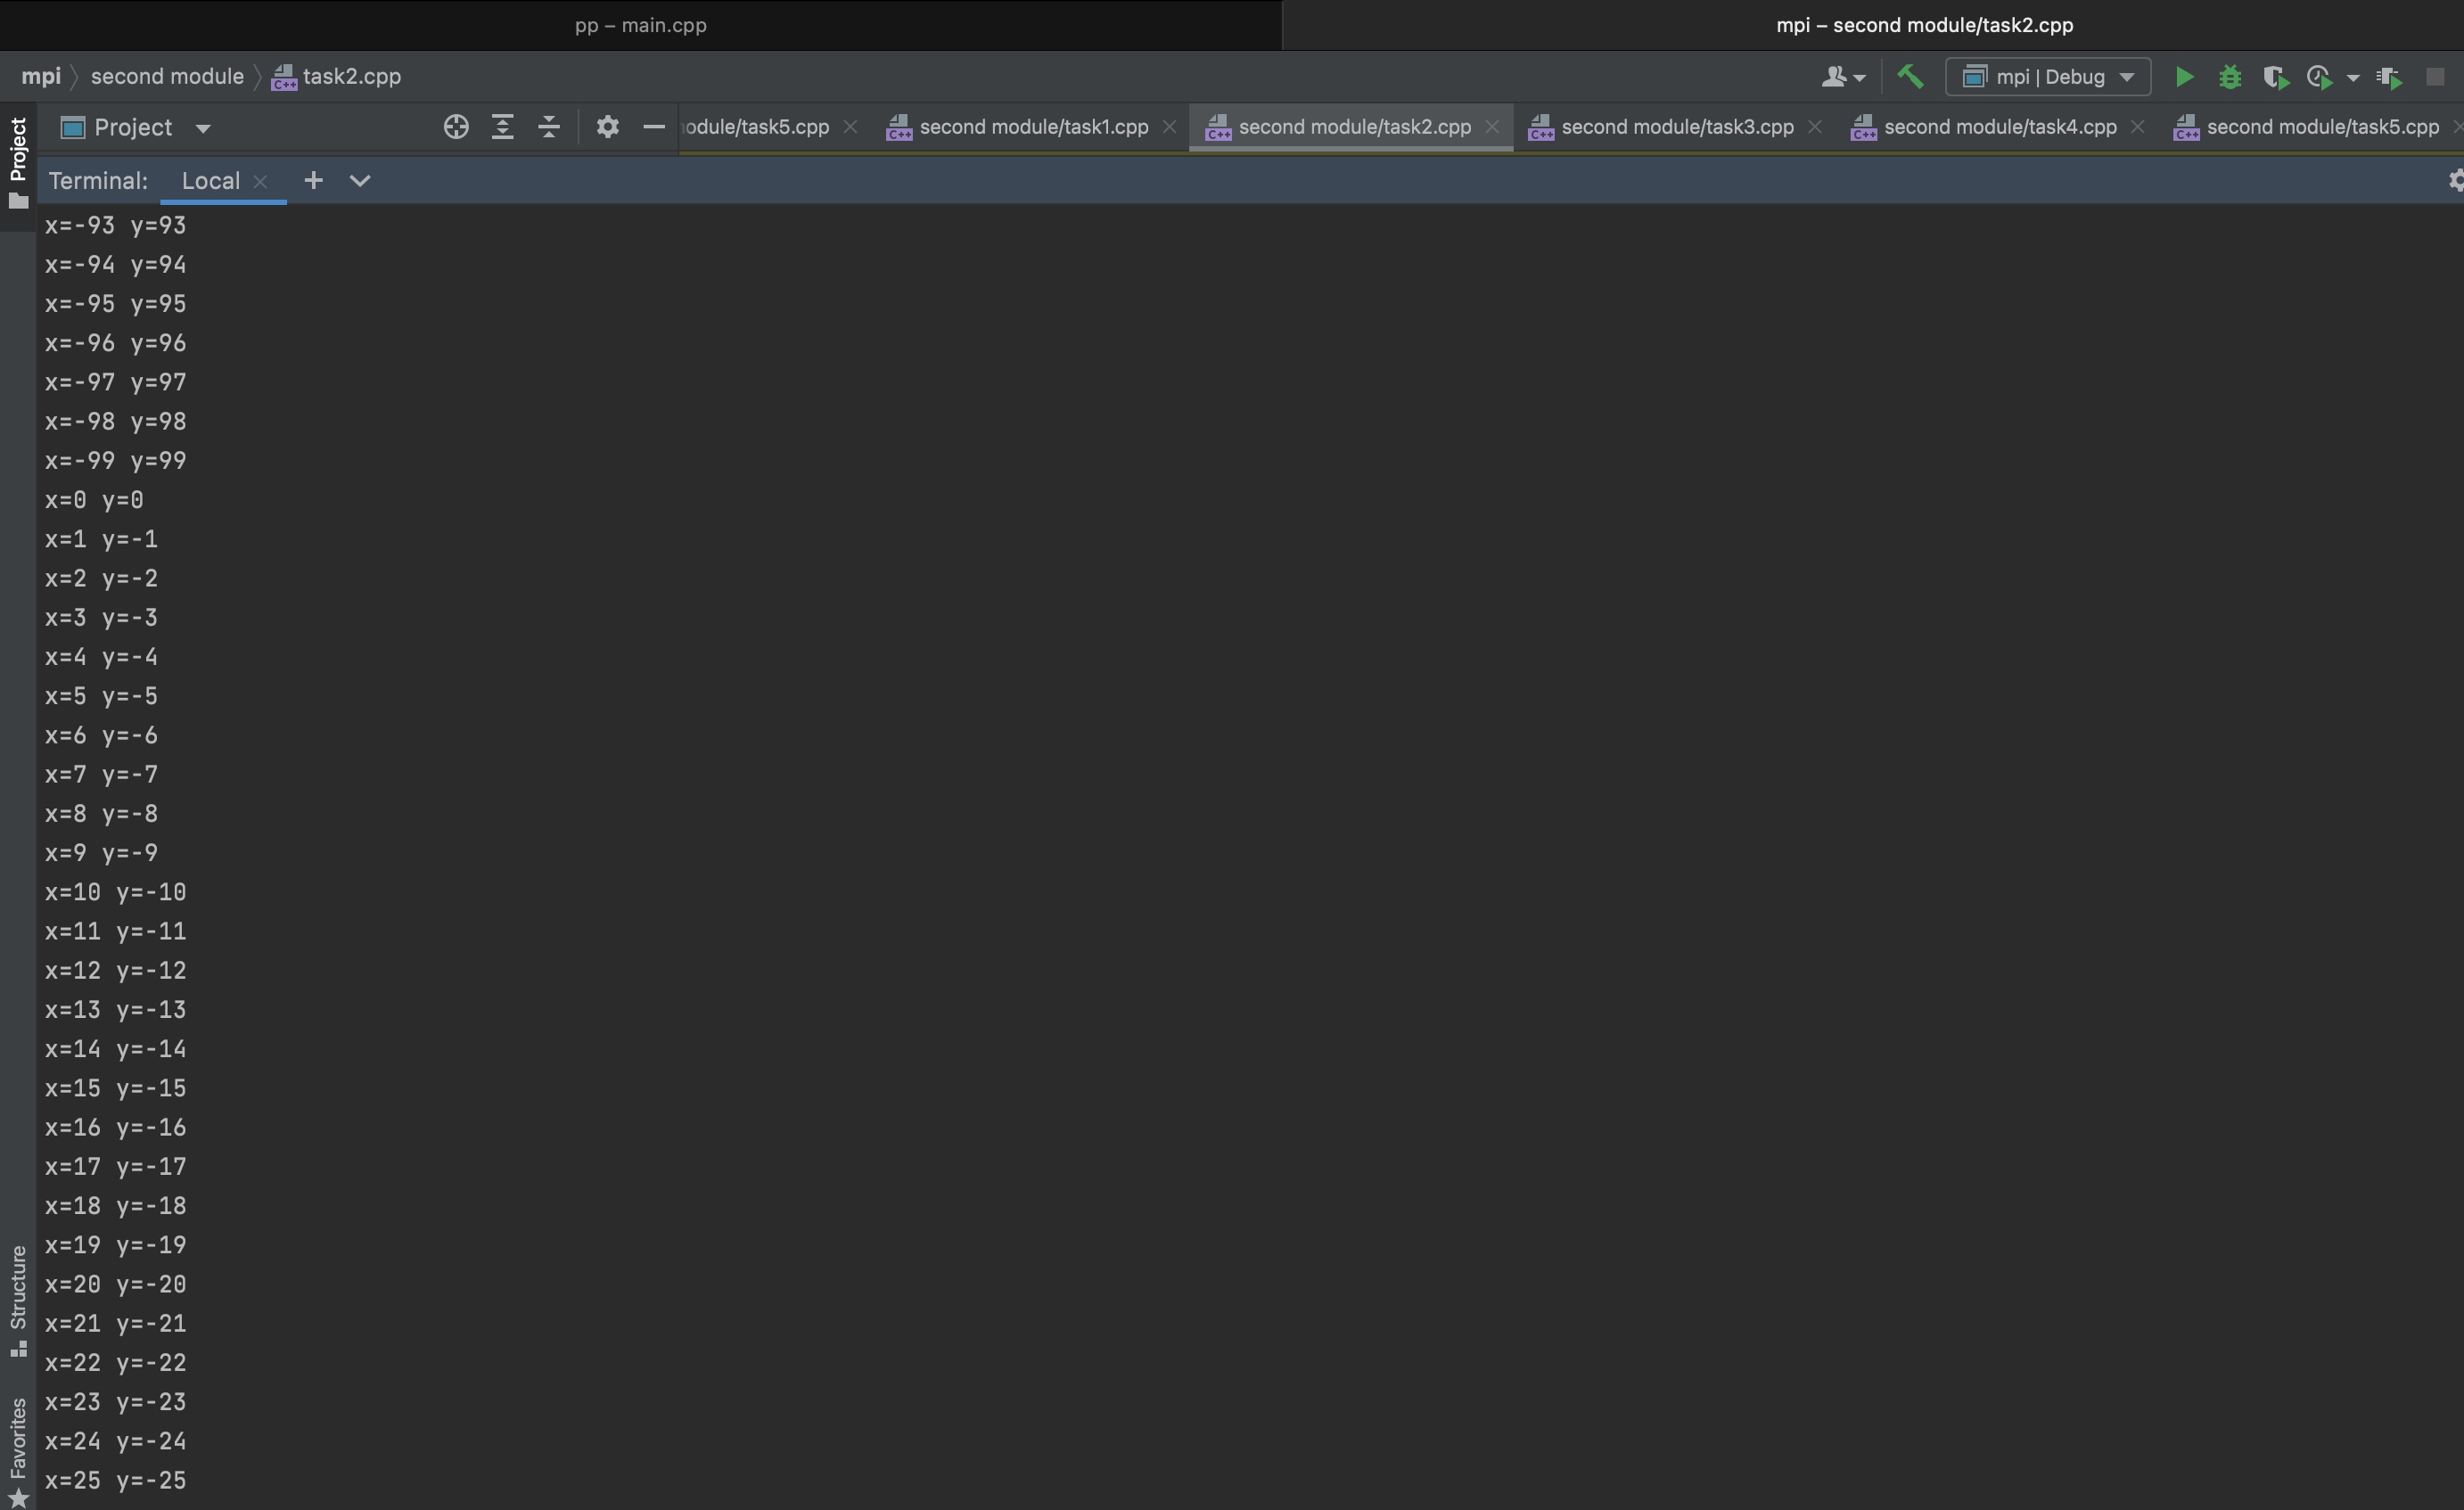 pp – main.cpp
mpi – second module/task2.cpp
mpi
second module
task2.cpp
mpi | Debug
Project
Project
odule/task5.cpp
second module/task1.cpp
second module/task2.cpp
second module/task3.cpp
second module/task4.cpp
second module/task5.cpp
Terminal:
Local
x=-93 y=93
x=-94 y=94
x=-95 y=95
x=-96 y=96
x=-97 y=97
x=-98 y=98
x=-99 y=99
x=0 y=0
x=1 y=-1
x=2 y=-2
x=3 y=-3
x=4 y=-4
x=5 y=-5
x=6 y=-6
x=7 y=-7
x=8 y=-8
x=9 y=-9
x=10 y=-10
x=11 y=-11
x=12 y=-12
x=13 y=-13
x=14 y=-14
x=15 y=-15
x=16 y=-16
x=17 y=-17
x=18 y=-18
x=19 y=-19
x=20 y=-20
x=21 y=-21
x=22 y=-22
x=23 y=-23
x=24 y=-24
x=25 y=-25
Structure
Favorites